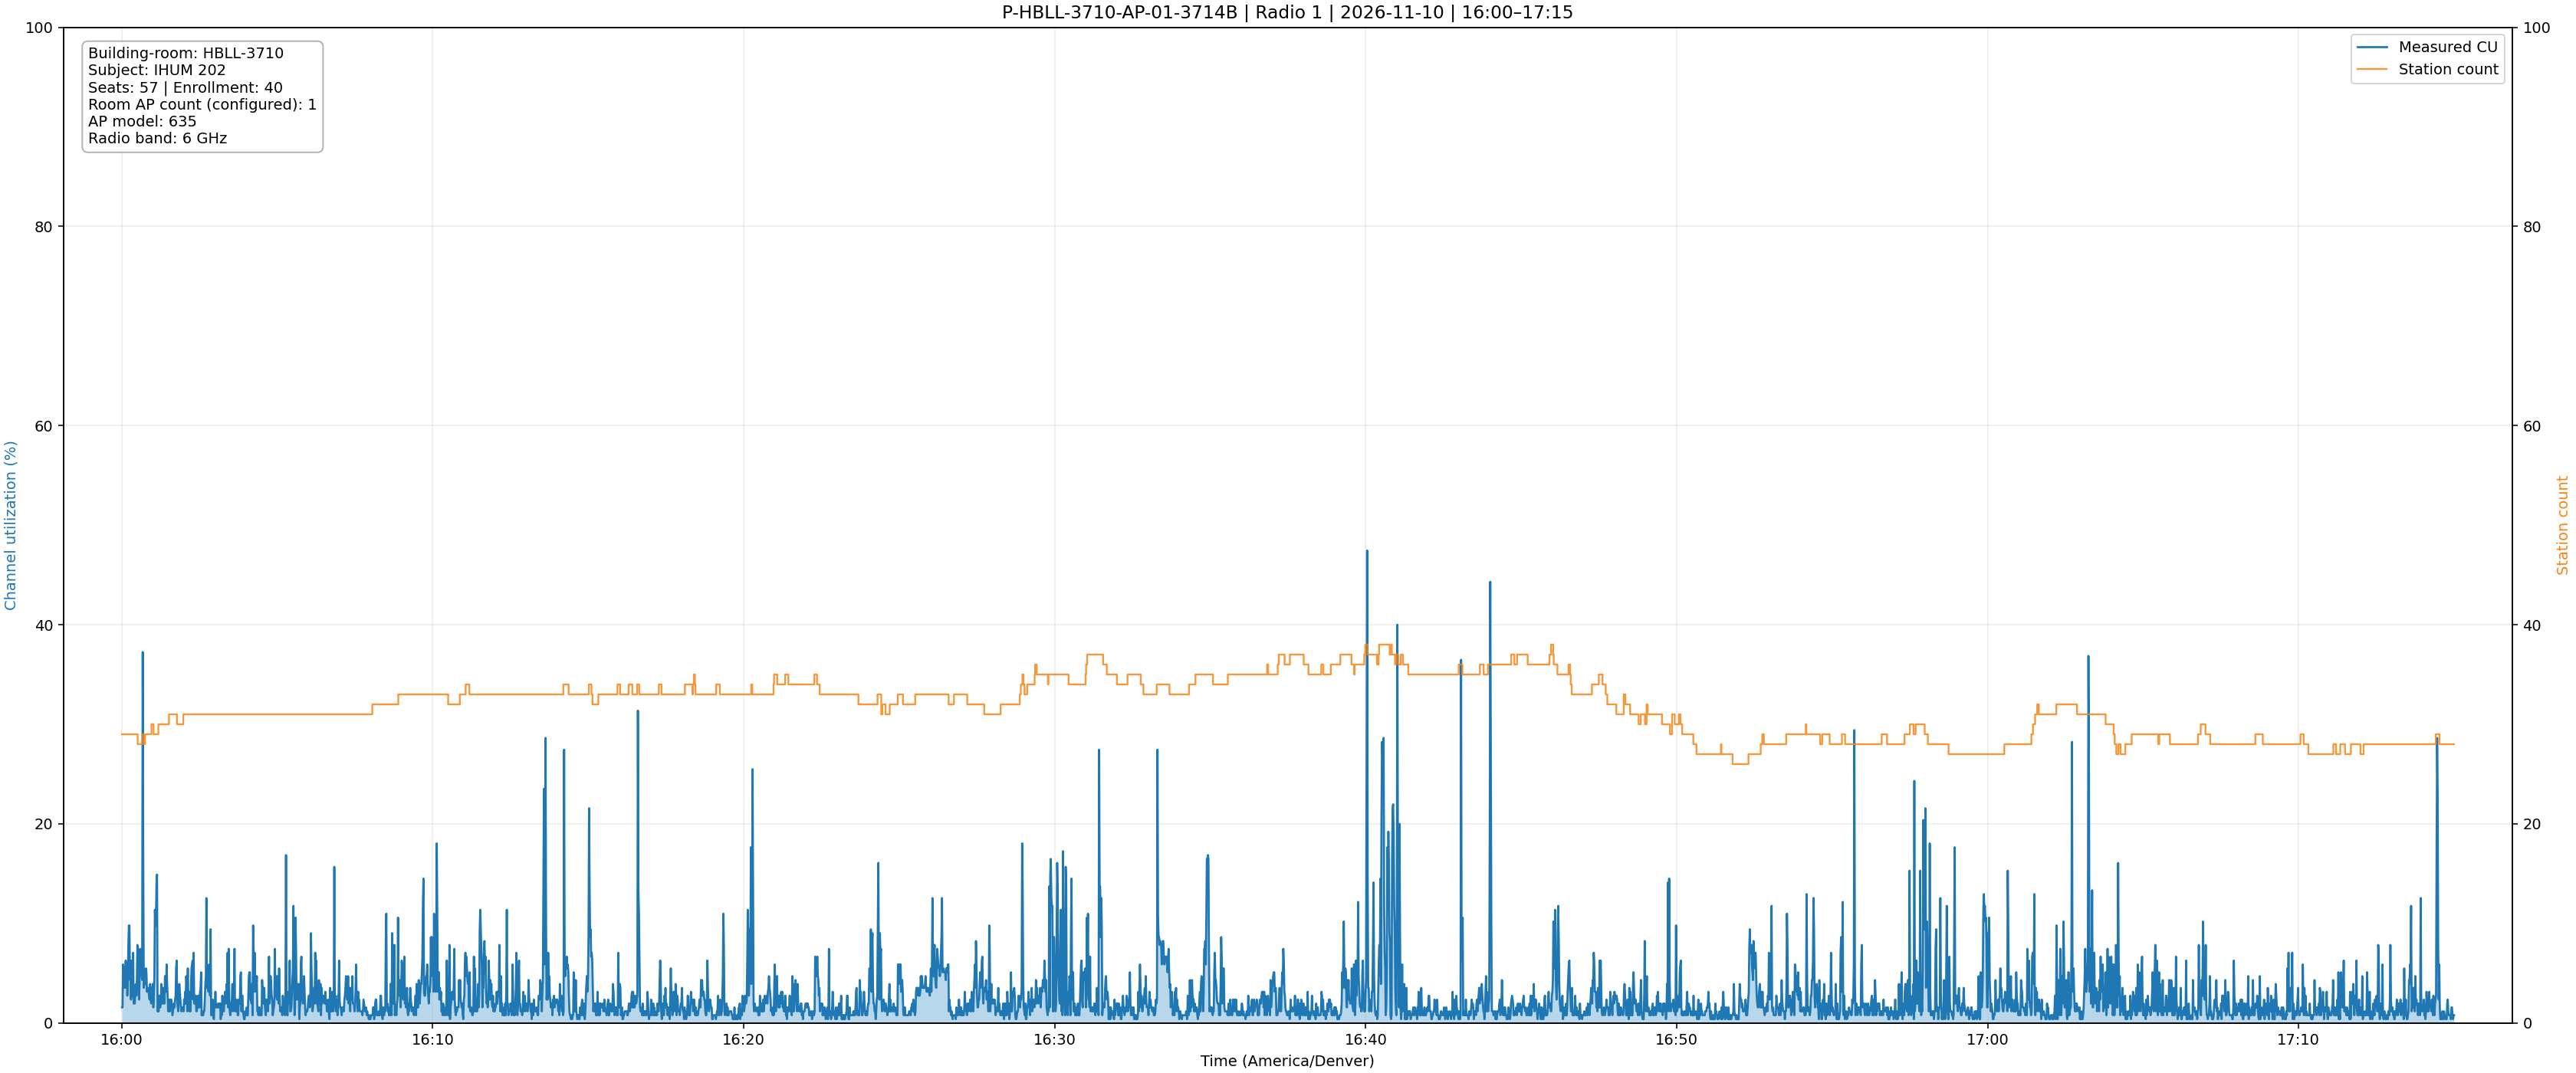 P-HBLL-3710-AP-01-3714B | Radio 1 | 2026-11-10 | 16:00–17:15
Building-room: HBLL-3710
Subject: IHUM 202
Seats: 57 | Enrollment: 40
Room AP count (configured): 1
AP model: 635
Radio band: 6 GHz
Measured CU
Station count
Channel utilization (%)
100
80
60
40
20
0
100
80
60
40
20
0
Station count
16:00
16:10
16:20
16:30
16:40
16:50
17:00
17:10
Time (America/Denver)